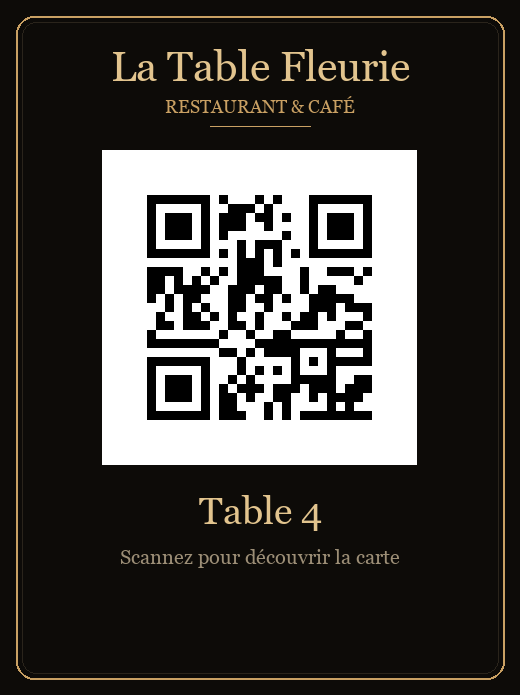 La Table Fleurie
RESTAURANT & CAFÉ
Table 4
Scannez pour découvrir la carte